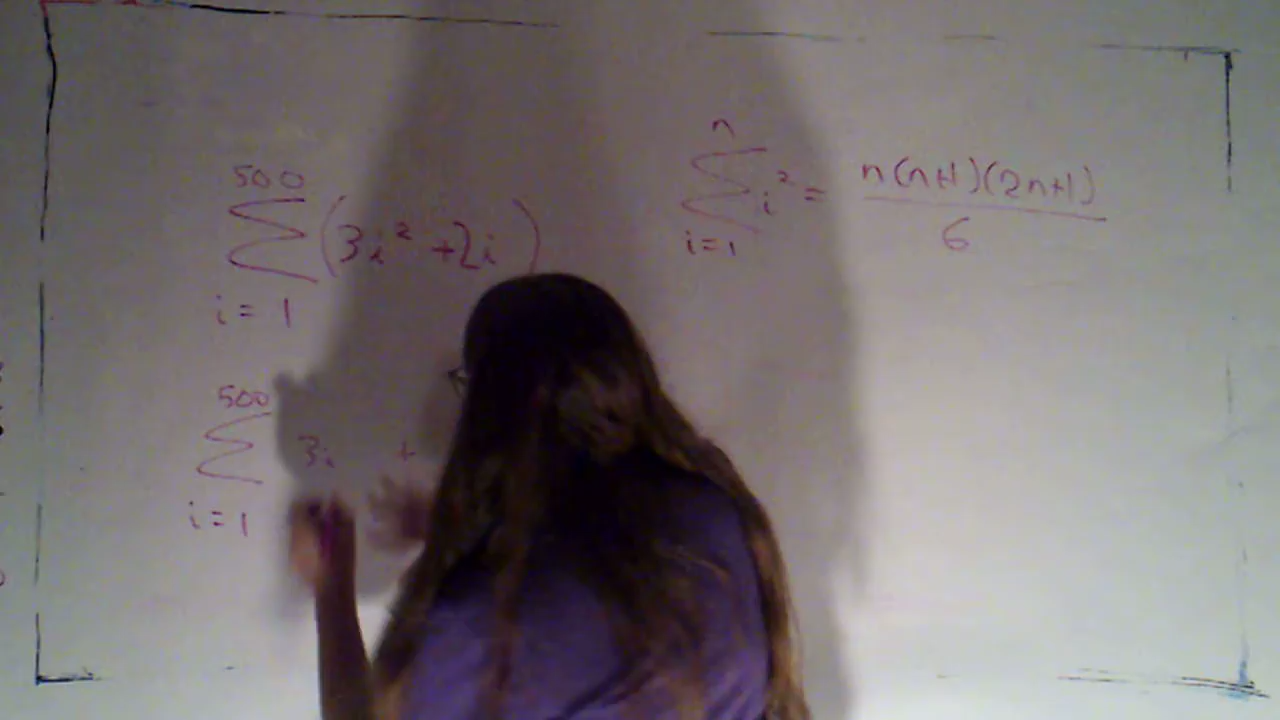 500
∑ (3i² + 2i)
i = 1
n
∑ i² = n(n+1)(2n+1)
i=1
6
500
∑ 3i +
i = 1